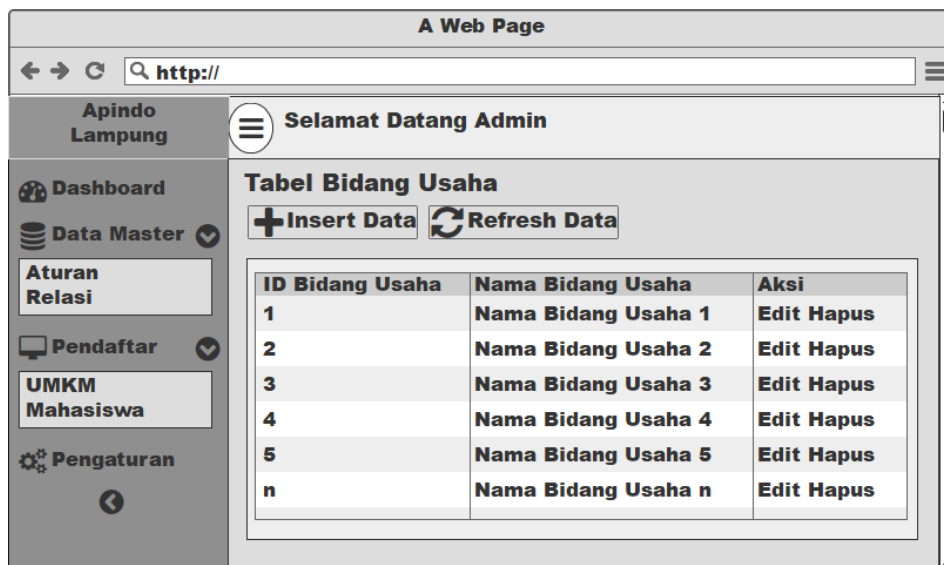 A Web Page
http://
Apindo
Lampung
Selamat Datang Admin
Dashboard
Data Master
Aturan
Relasi
Pendaftar
UMKM
Mahasiswa
Pengaturan
Tabel Bidang Usaha
Insert Data Refresh Data
ID Bidang Usaha Nama Bidang Usaha Aksi
1 Nama Bidang Usaha 1 Edit Hapus
2 Nama Bidang Usaha 2 Edit Hapus
3 Nama Bidang Usaha 3 Edit Hapus
4 Nama Bidang Usaha 4 Edit Hapus
5 Nama Bidang Usaha 5 Edit Hapus
n Nama Bidang Usaha n Edit Hapus